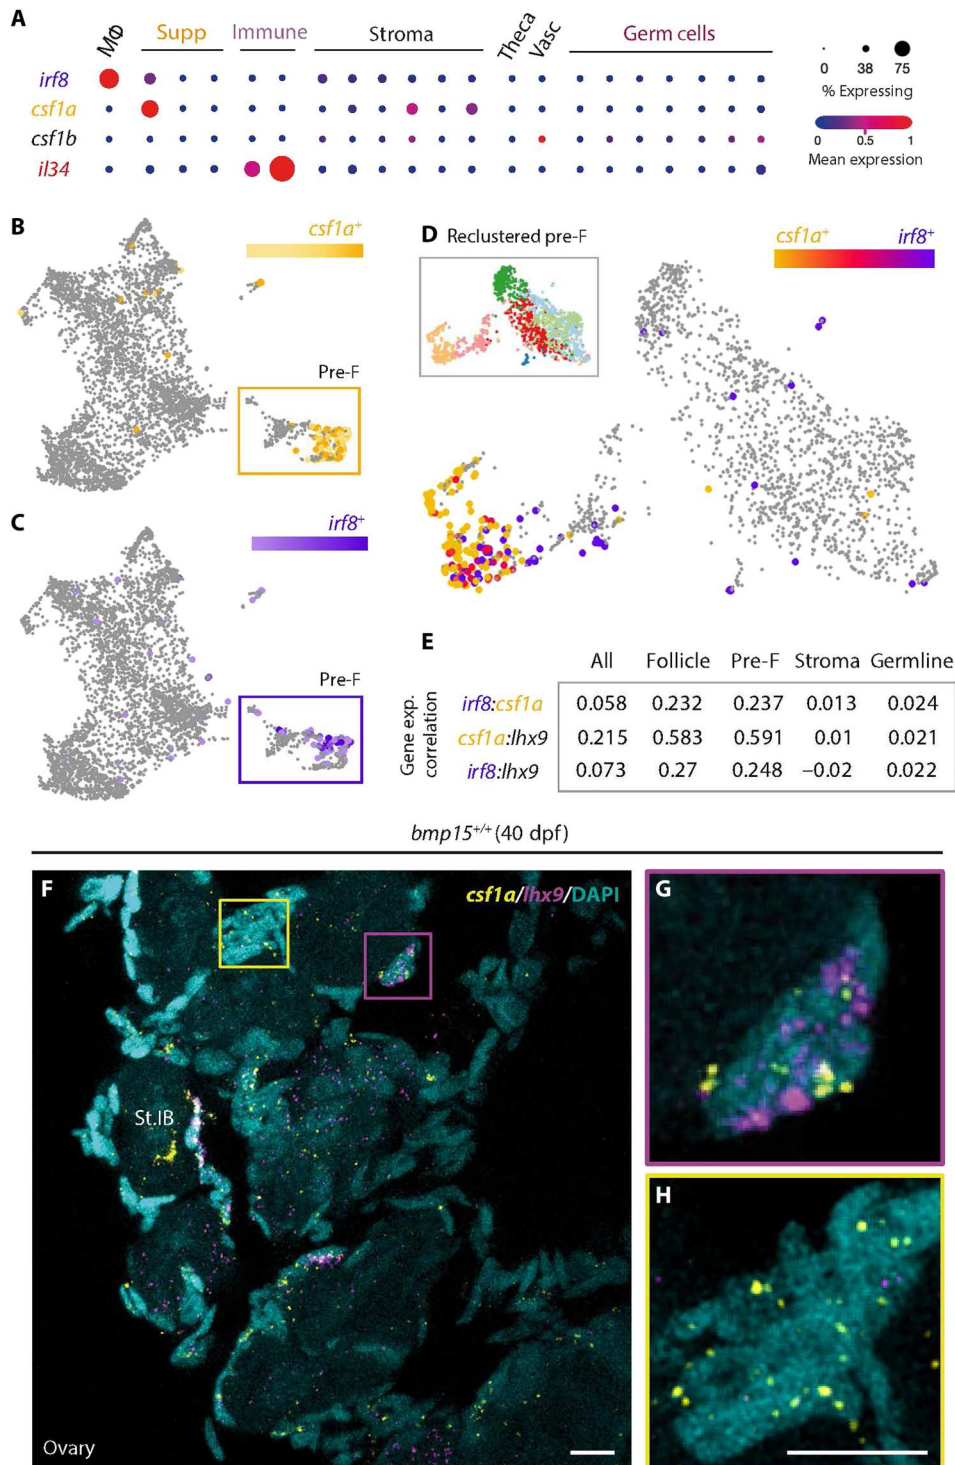 A
MΦ Supp Immune Stroma Theca Vasc Germ cells
irf8
csf1a
csf1b
il34
0 38 75
% Expressing
0 0.5 1
Mean expression
B
csf1a+
Pre-F
C
irf8+
Pre-F
D Reclustered pre-F
csf1a+ irf8+
E
All Follicle Pre-F Stroma Germline
Gene exp. correlation
irf8:csf1a 0.058 0.232 0.237 0.013 0.024
csf1a:lhx9 0.215 0.583 0.591 0.01 0.021
irf8:lhx9 0.073 0.27 0.248 −0.02 0.022
bmp15+/+ (40 dpf)
F
csf1a/lhx9/DAPI
St.IB
Ovary
G
H